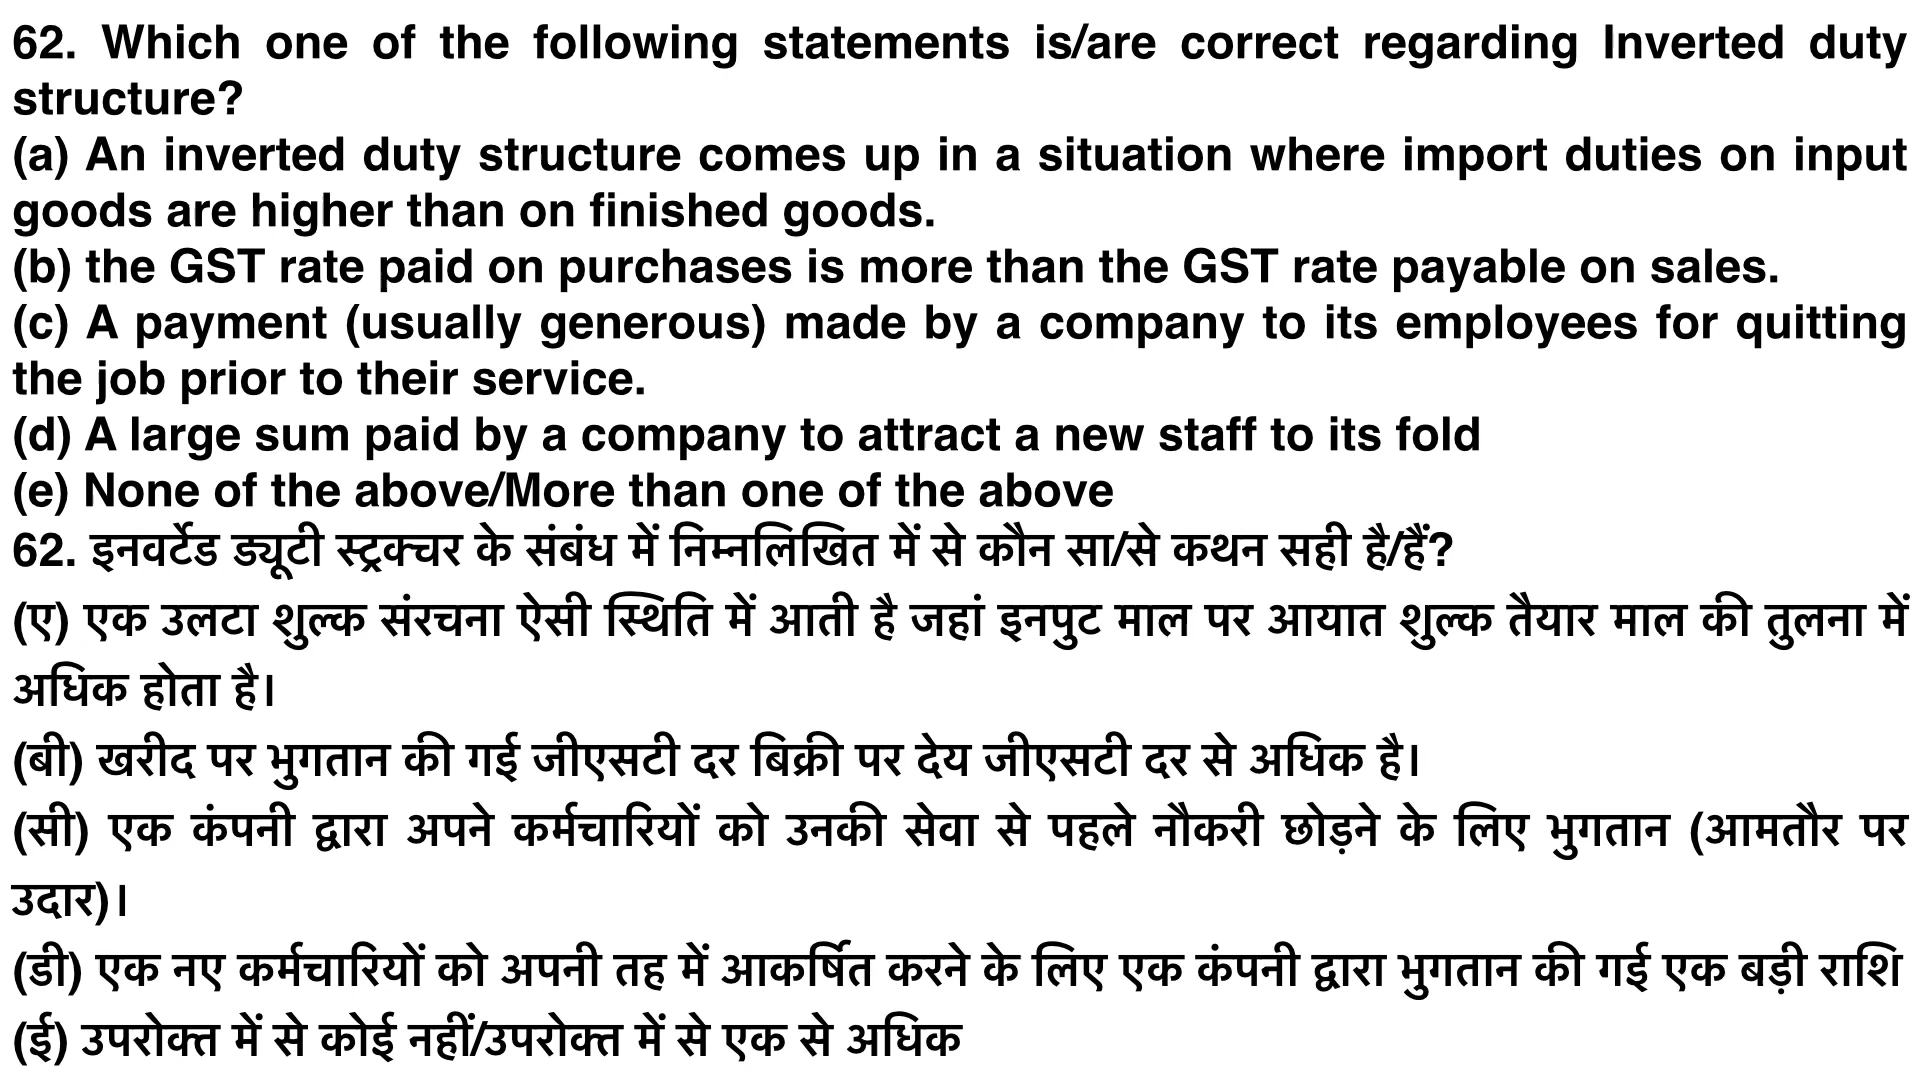 62. Which one of the following statements is/are correct regarding Inverted duty
structure?
(a) An inverted duty structure comes up in a situation where import duties on input
goods are higher than on finished goods.
(b) the GST rate paid on purchases is more than the GST rate payable on sales.
(c) A payment (usually generous) made by a company to its employees for quitting
the job prior to their service.
(d) A large sum paid by a company to attract a new staff to its fold
(e) None of the above/More than one of the above
62. इनवर्टेड ड्यूटी स्ट्रक्चर के संबंध में निम्नलिखित में से कौन सा/से कथन सही है/हैं?
(ए) एक उलटा शुल्क संरचना ऐसी स्थिति में आती है जहां इनपुट माल पर आयात शुल्क तैयार माल की तुलना में
अधिक होता है।
(बी) खरीद पर भुगतान की गई जीएसटी दर बिक्री पर देय जीएसटी दर से अधिक है।
(सी) एक कंपनी द्वारा अपने कर्मचारियों को उनकी सेवा से पहले नौकरी छोड़ने के लिए भुगतान (आमतौर पर
उदार)।
(डी) एक नए कर्मचारियों को अपनी तह में आकर्षित करने के लिए एक कंपनी द्वारा भुगतान की गई एक बड़ी राशि
(ई) उपरोक्त में से कोई नहीं/उपरोक्त में से एक से अधिक